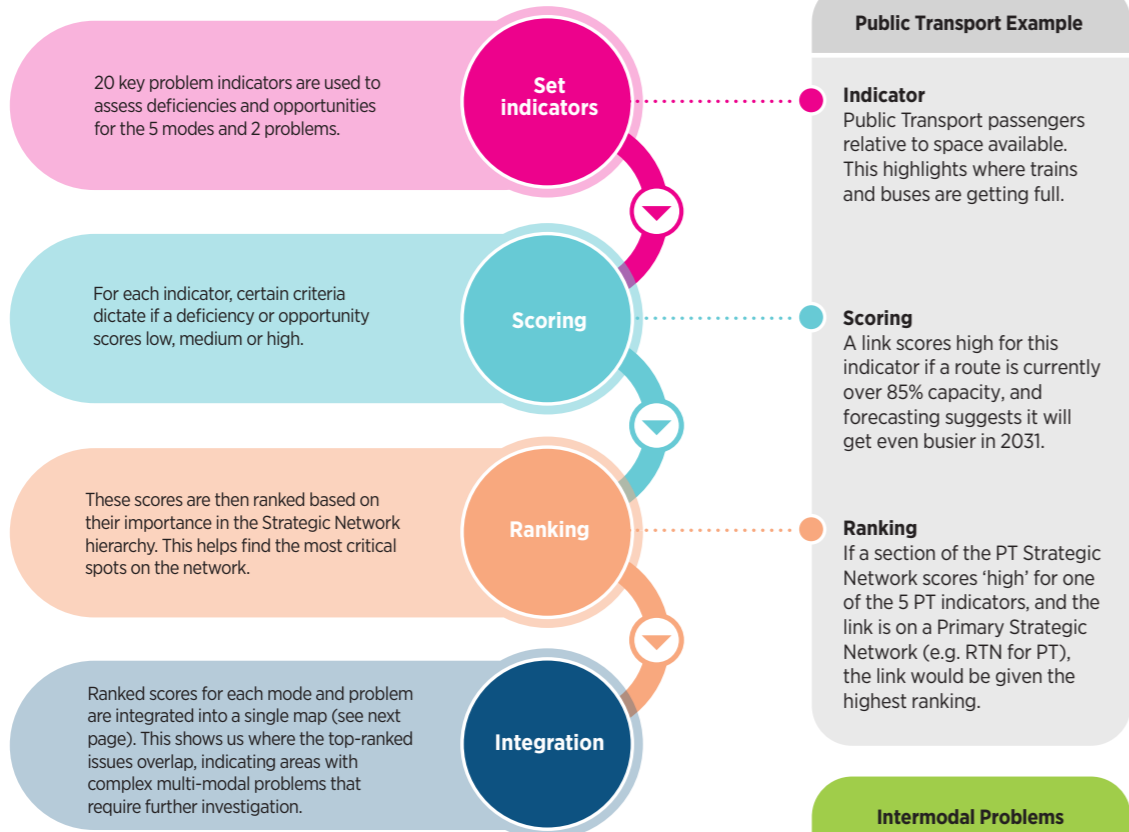 20 key problem indicators are used to
assess deficiencies and opportunities
for the 5 modes and 2 problems.
Set
indicators
For each indicator, certain criteria
dictate if a deficiency or opportunity
scores low, medium or high.
Scoring
These scores are then ranked based on
their importance in the Strategic Network
hierarchy. This helps find the most critical
spots on the network.
Ranking
Ranked scores for each mode and problem
are integrated into a single map (see next
page). This shows us where the top-ranked
issues overlap, indicating areas with
complex multi-modal problems that
require further investigation.
Integration
Public Transport Example
Indicator
Public Transport passengers
relative to space available.
This highlights where trains
and buses are getting full.
Scoring
A link scores high for this
indicator if a route is currently
over 85% capacity, and
forecasting suggests it will
get even busier in 2031.
Ranking
If a section of the PT Strategic
Network scores ‘high’ for one
of the 5 PT indicators, and the
link is on a Primary Strategic
Network (e.g. RTN for PT),
the link would be given the
highest ranking.
Intermodal Problems